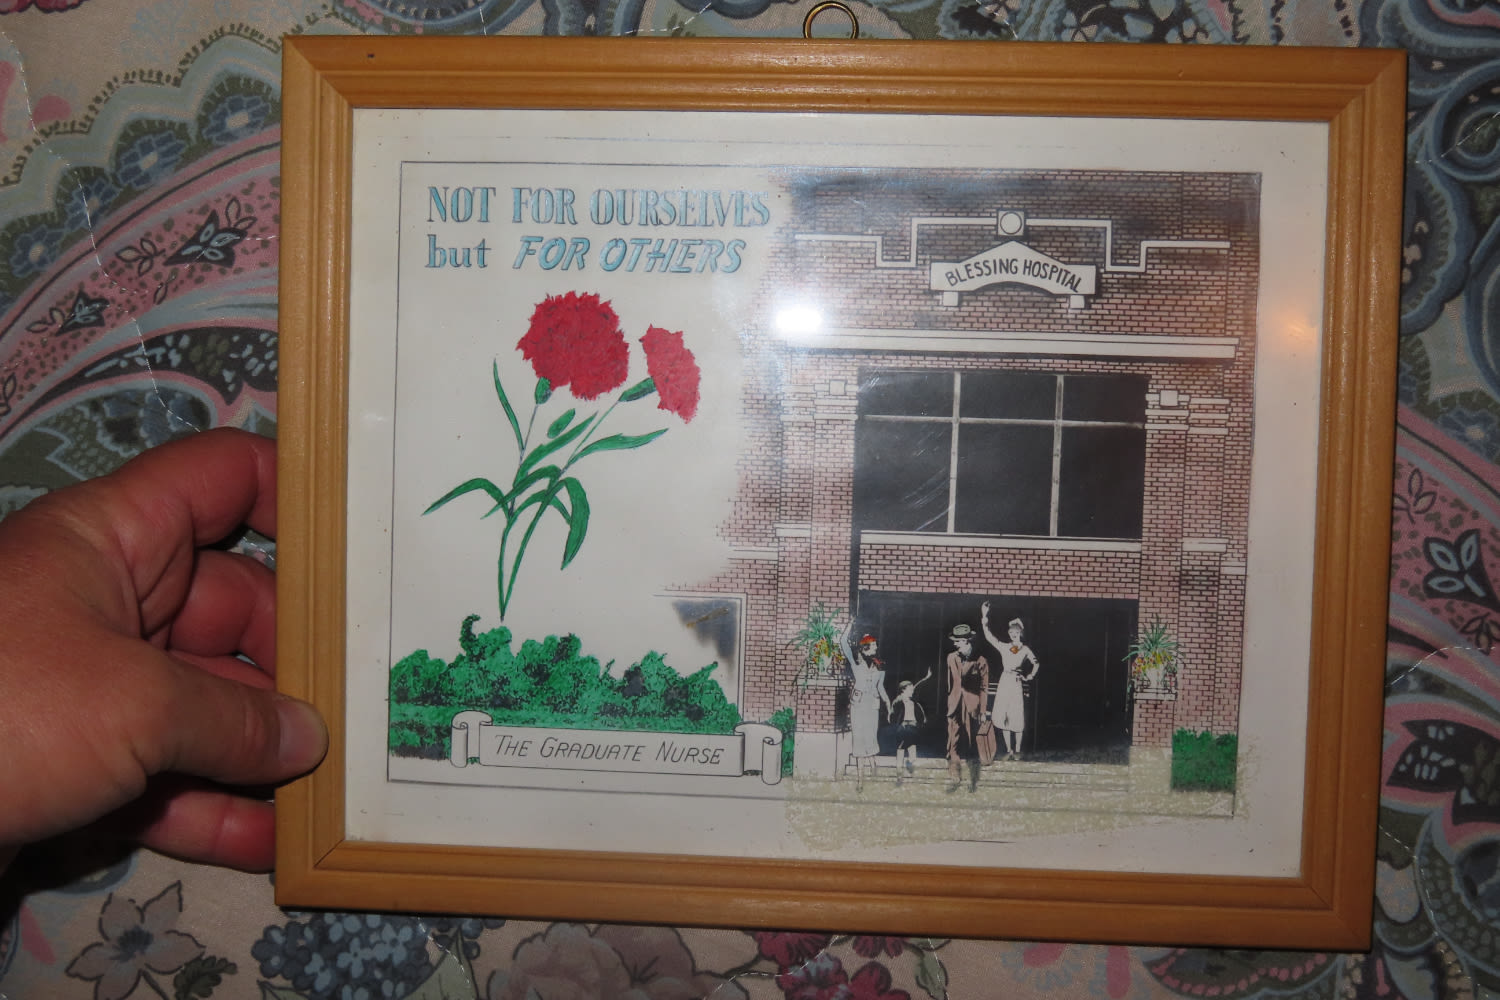 NOT FOR OURSELVES
but FOR OTHERS
BLESSING HOSPITAL
THE GRADUATE NURSE